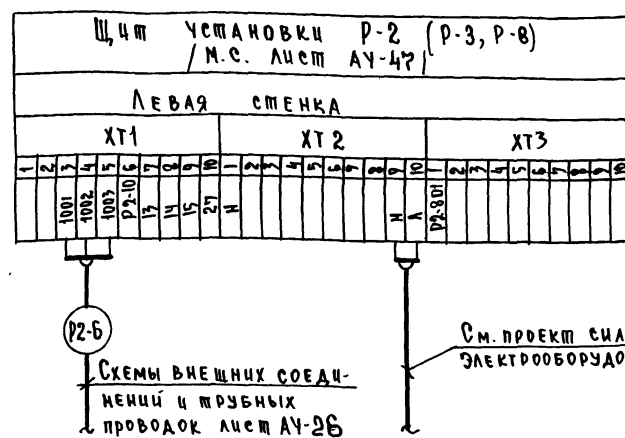 Щит установки Р-2 (Р-3, Р-8)
/М.С. лист АУ-47/
Левая стенка
ХТ1 ХТ2 ХТ3
1 2 3 4 5 6 7 8 9 10 1 2 3 4 5 6 7 8 9 10 1 2 3 4 5 6 7 8 9 10
1001 1002 1003 Р2-10 13 14 15 27 N N А Р2-801
Р2-6
См. проект сил
электрооборудо
Схемы внешних соеди-
нений и трубных
проводок лист АУ-26